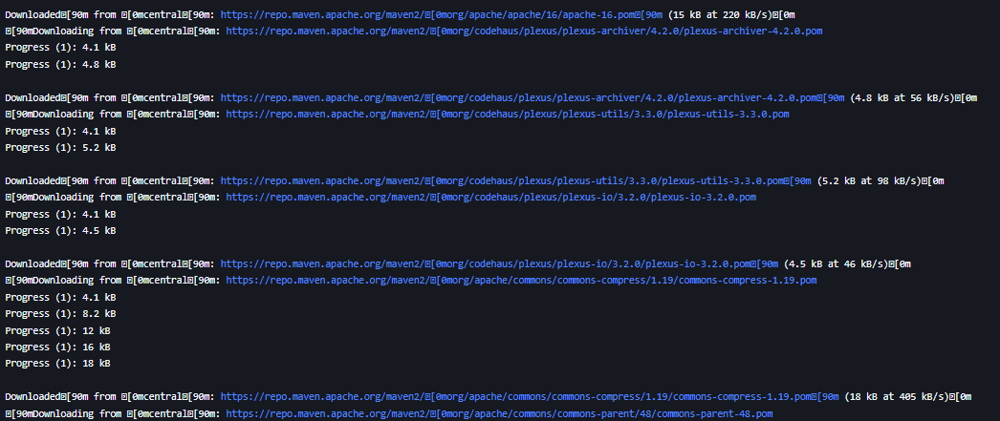 Downloaded␛[90m from ␛[0mcentral␛[90m: https://repo.maven.apache.org/maven2/␛[0morg/apache/apache/16/apache-16.pom␛[90m (15 kB at 220 kB/s)␛[0m
␛[90mDownloading from ␛[0mcentral␛[90m: https://repo.maven.apache.org/maven2/␛[0morg/codehaus/plexus/plexus-archiver/4.2.0/plexus-archiver-4.2.0.pom
Progress (1): 4.1 kB
Progress (1): 4.8 kB
Downloaded␛[90m from ␛[0mcentral␛[90m: https://repo.maven.apache.org/maven2/␛[0morg/codehaus/plexus/plexus-archiver/4.2.0/plexus-archiver-4.2.0.pom␛[90m (4.8 kB at 56 kB/s)␛[0m
␛[90mDownloading from ␛[0mcentral␛[90m: https://repo.maven.apache.org/maven2/␛[0morg/codehaus/plexus/plexus-utils/3.3.0/plexus-utils-3.3.0.pom
Progress (1): 4.1 kB
Progress (1): 5.2 kB
Downloaded␛[90m from ␛[0mcentral␛[90m: https://repo.maven.apache.org/maven2/␛[0morg/codehaus/plexus/plexus-utils/3.3.0/plexus-utils-3.3.0.pom␛[90m (5.2 kB at 98 kB/s)␛[0m
␛[90mDownloading from ␛[0mcentral␛[90m: https://repo.maven.apache.org/maven2/␛[0morg/codehaus/plexus/plexus-io/3.2.0/plexus-io-3.2.0.pom
Progress (1): 4.1 kB
Progress (1): 4.5 kB
Downloaded␛[90m from ␛[0mcentral␛[90m: https://repo.maven.apache.org/maven2/␛[0morg/codehaus/plexus/plexus-io/3.2.0/plexus-io-3.2.0.pom␛[90m (4.5 kB at 46 kB/s)␛[0m
␛[90mDownloading from ␛[0mcentral␛[90m: https://repo.maven.apache.org/maven2/␛[0morg/apache/commons/commons-compress/1.19/commons-compress-1.19.pom
Progress (1): 4.1 kB
Progress (1): 8.2 kB
Progress (1): 12 kB
Progress (1): 16 kB
Progress (1): 18 kB
Downloaded␛[90m from ␛[0mcentral␛[90m: https://repo.maven.apache.org/maven2/␛[0morg/apache/commons/commons-compress/1.19/commons-compress-1.19.pom␛[90m (18 kB at 405 kB/s)␛[0m
␛[90mDownloading from ␛[0mcentral␛[90m: https://repo.maven.apache.org/maven2/␛[0morg/apache/commons/commons-parent/48/commons-parent-48.pom